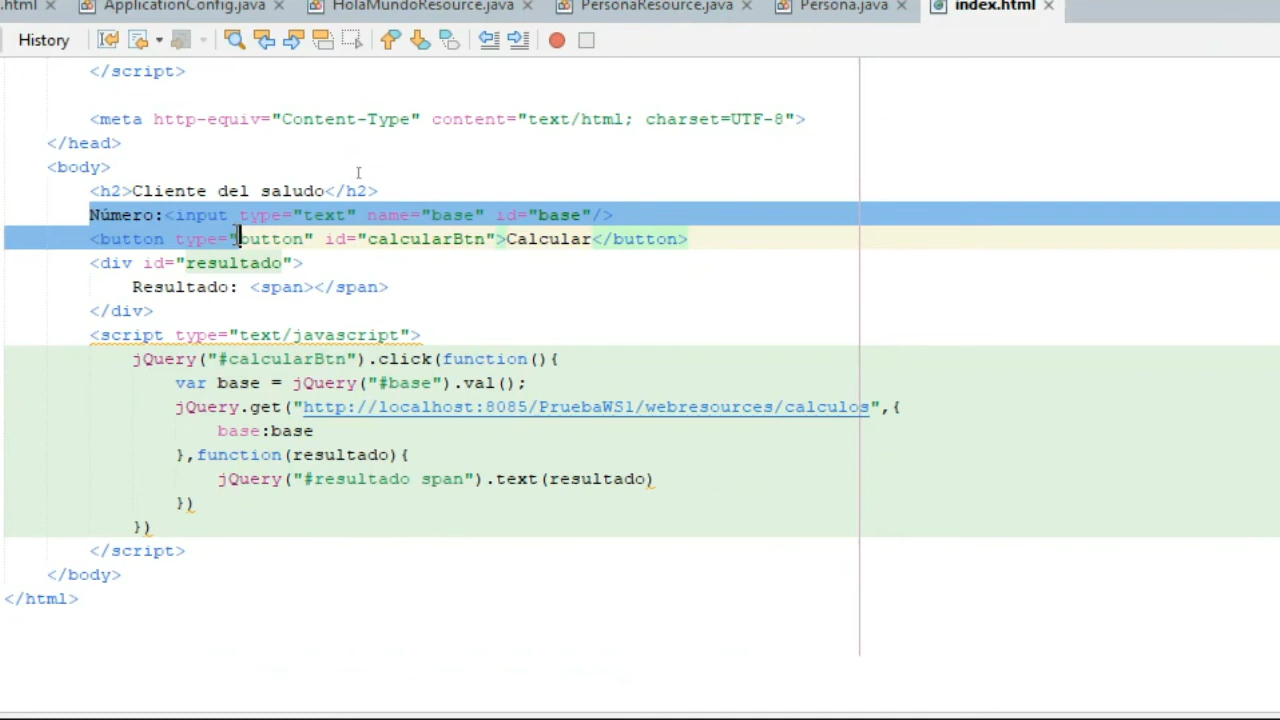 .html ApplicationConfig.java HolaMundoResource.java PersonaResource.java Persona.java index.html
History
</script>
<meta http-equiv="Content-Type" content="text/html; charset=UTF-8">
</head>
<body>
<h2>Cliente del saludo</h2>
Número:<input type="text" name="base" id="base"/>
<button type="button" id="calcularBtn">Calcular</button>
<div id="resultado">
Resultado: <span></span>
</div>
<script type="text/javascript">
jQuery("#calcularBtn").click(function(){
var base = jQuery("#base").val();
jQuery.get("http://localhost:8085/PruebaWS1/webresources/calculos",{
base:base
},function(resultado){
jQuery("#resultado span").text(resultado)
})
})
</script>
</body>
</html>